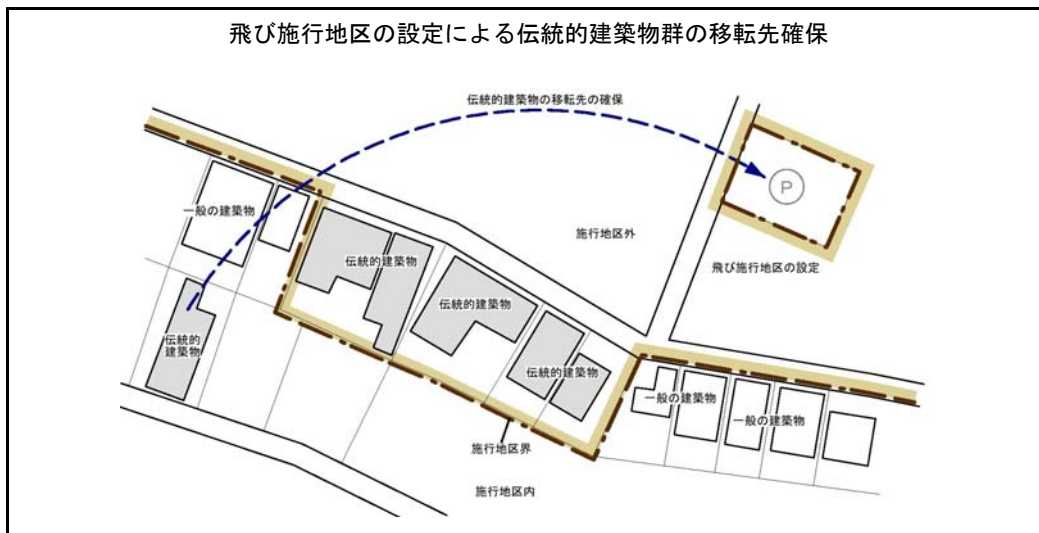 飛び施行地区の設定による伝統的建築物群の移転先確保
伝統的建築物の移転先の確保
P
一般の建築物
施行地区外
飛び施行地区の設定
伝統的建築物
伝統的建築物
伝統的
建築物
伝統的建築物
一般の建築物
一般の建築物
施行地区界
施行地区内